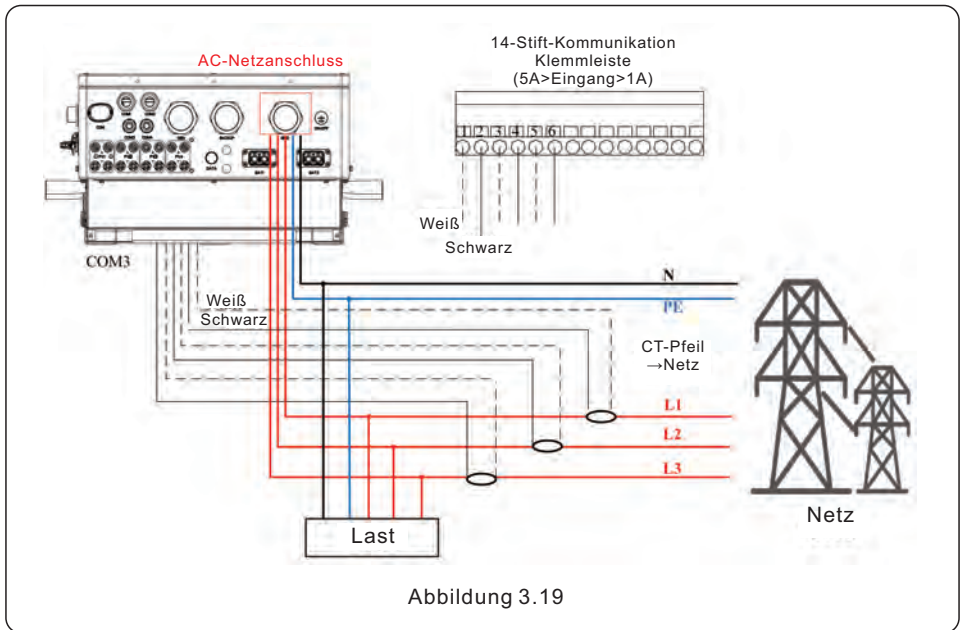 14-Stift-Kommunikation
Klemmleiste
(5A>Eingang>1A)
AC-Netzanschluss
1 2 3 4 5 6
Weiß
Schwarz
COM3
N
PE
Weiß
Schwarz
CT-Pfeil
→Netz
L1
L2
L3
Last
Netz
Abbildung 3.19